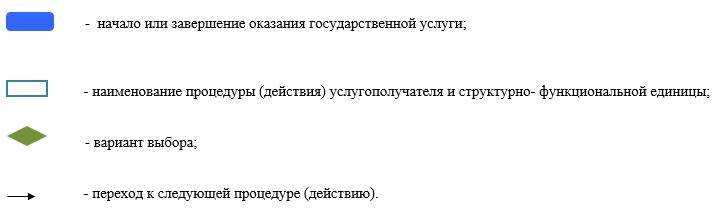 - начало или завершение оказания государственной услуги;
- наименование процедуры (действия) услугополучателя и структурно- функциональной единицы;
- вариант выбора;
- переход к следующей процедуре (действию).